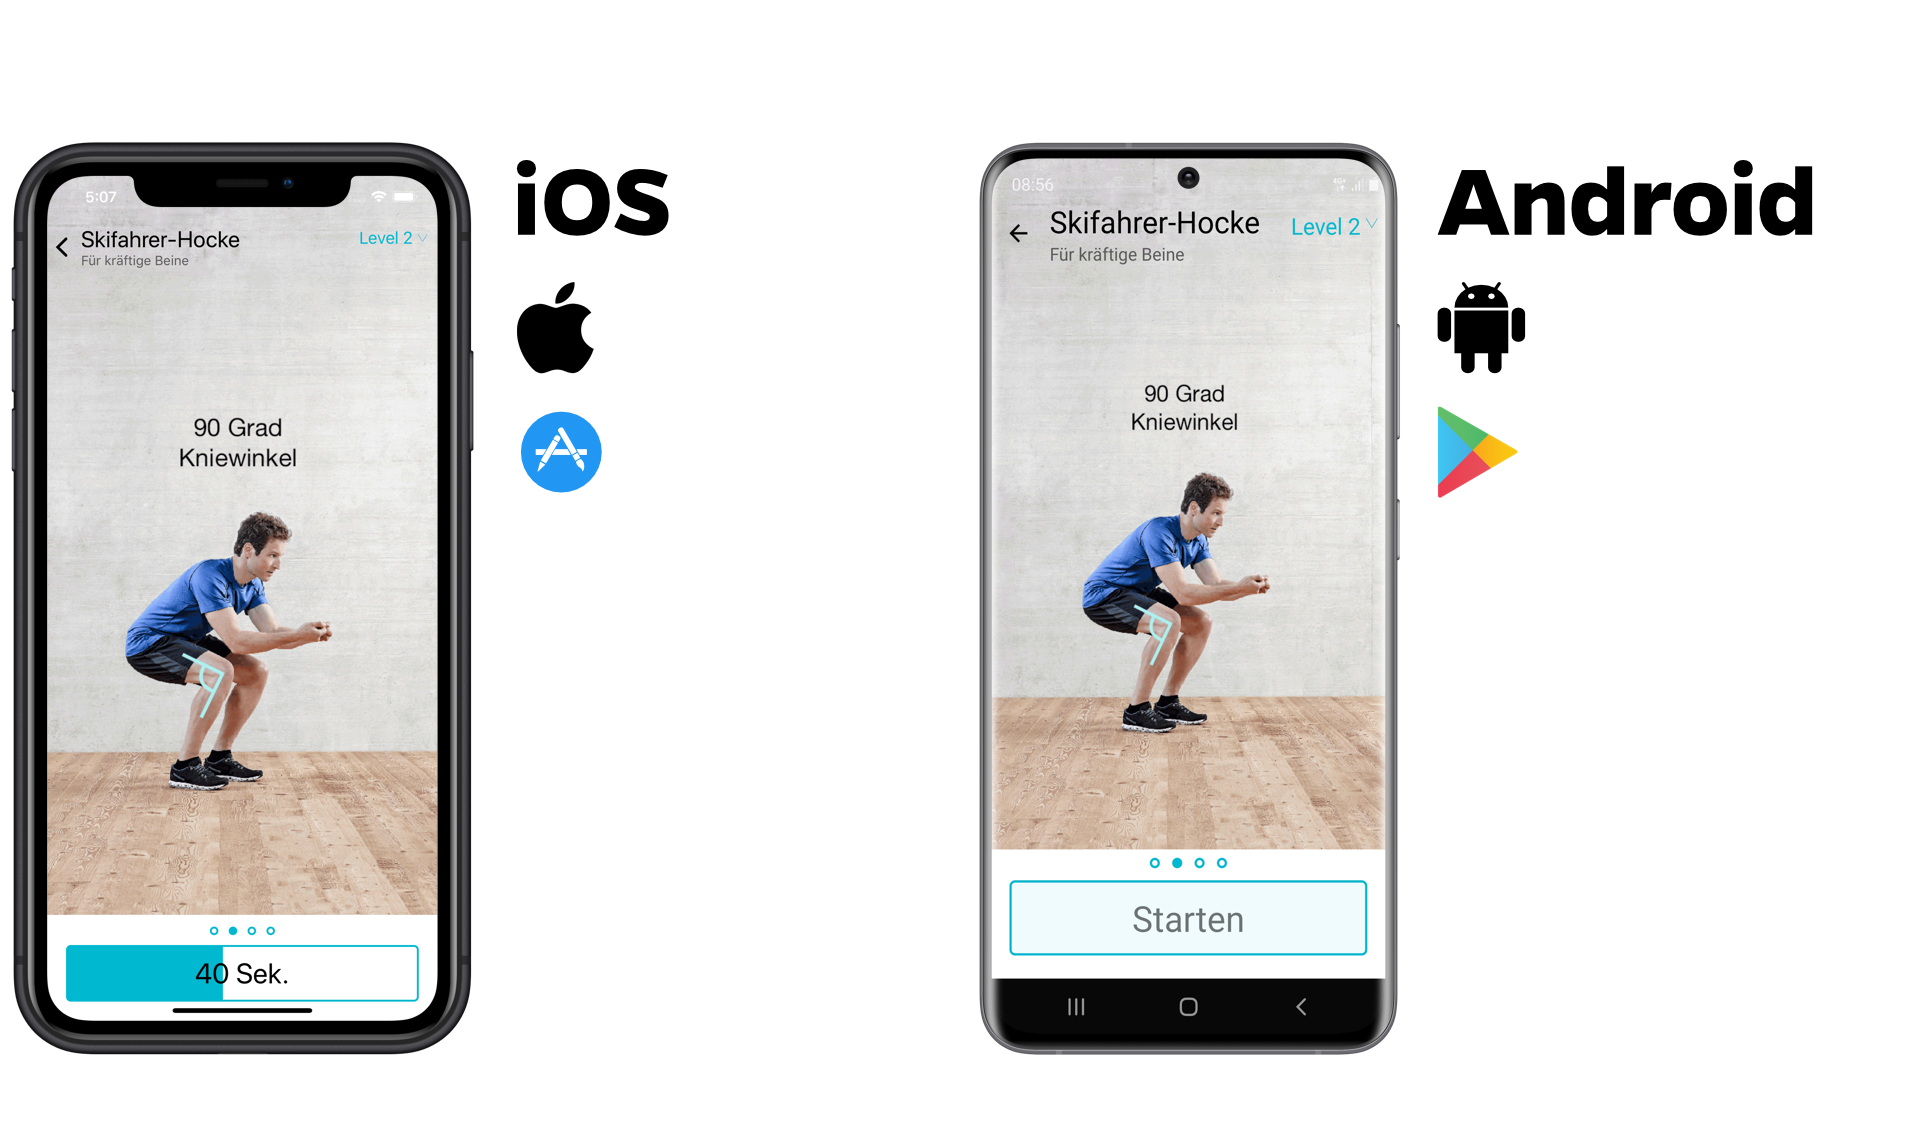 5:07
Skifahrer-Hocke
Level 2
Für kräftige Beine
90 Grad
Kniewinkel
40 Sek.
iOS
08:56
Skifahrer-Hocke
Level 2
Für kräftige Beine
90 Grad
Kniewinkel
Starten
Android